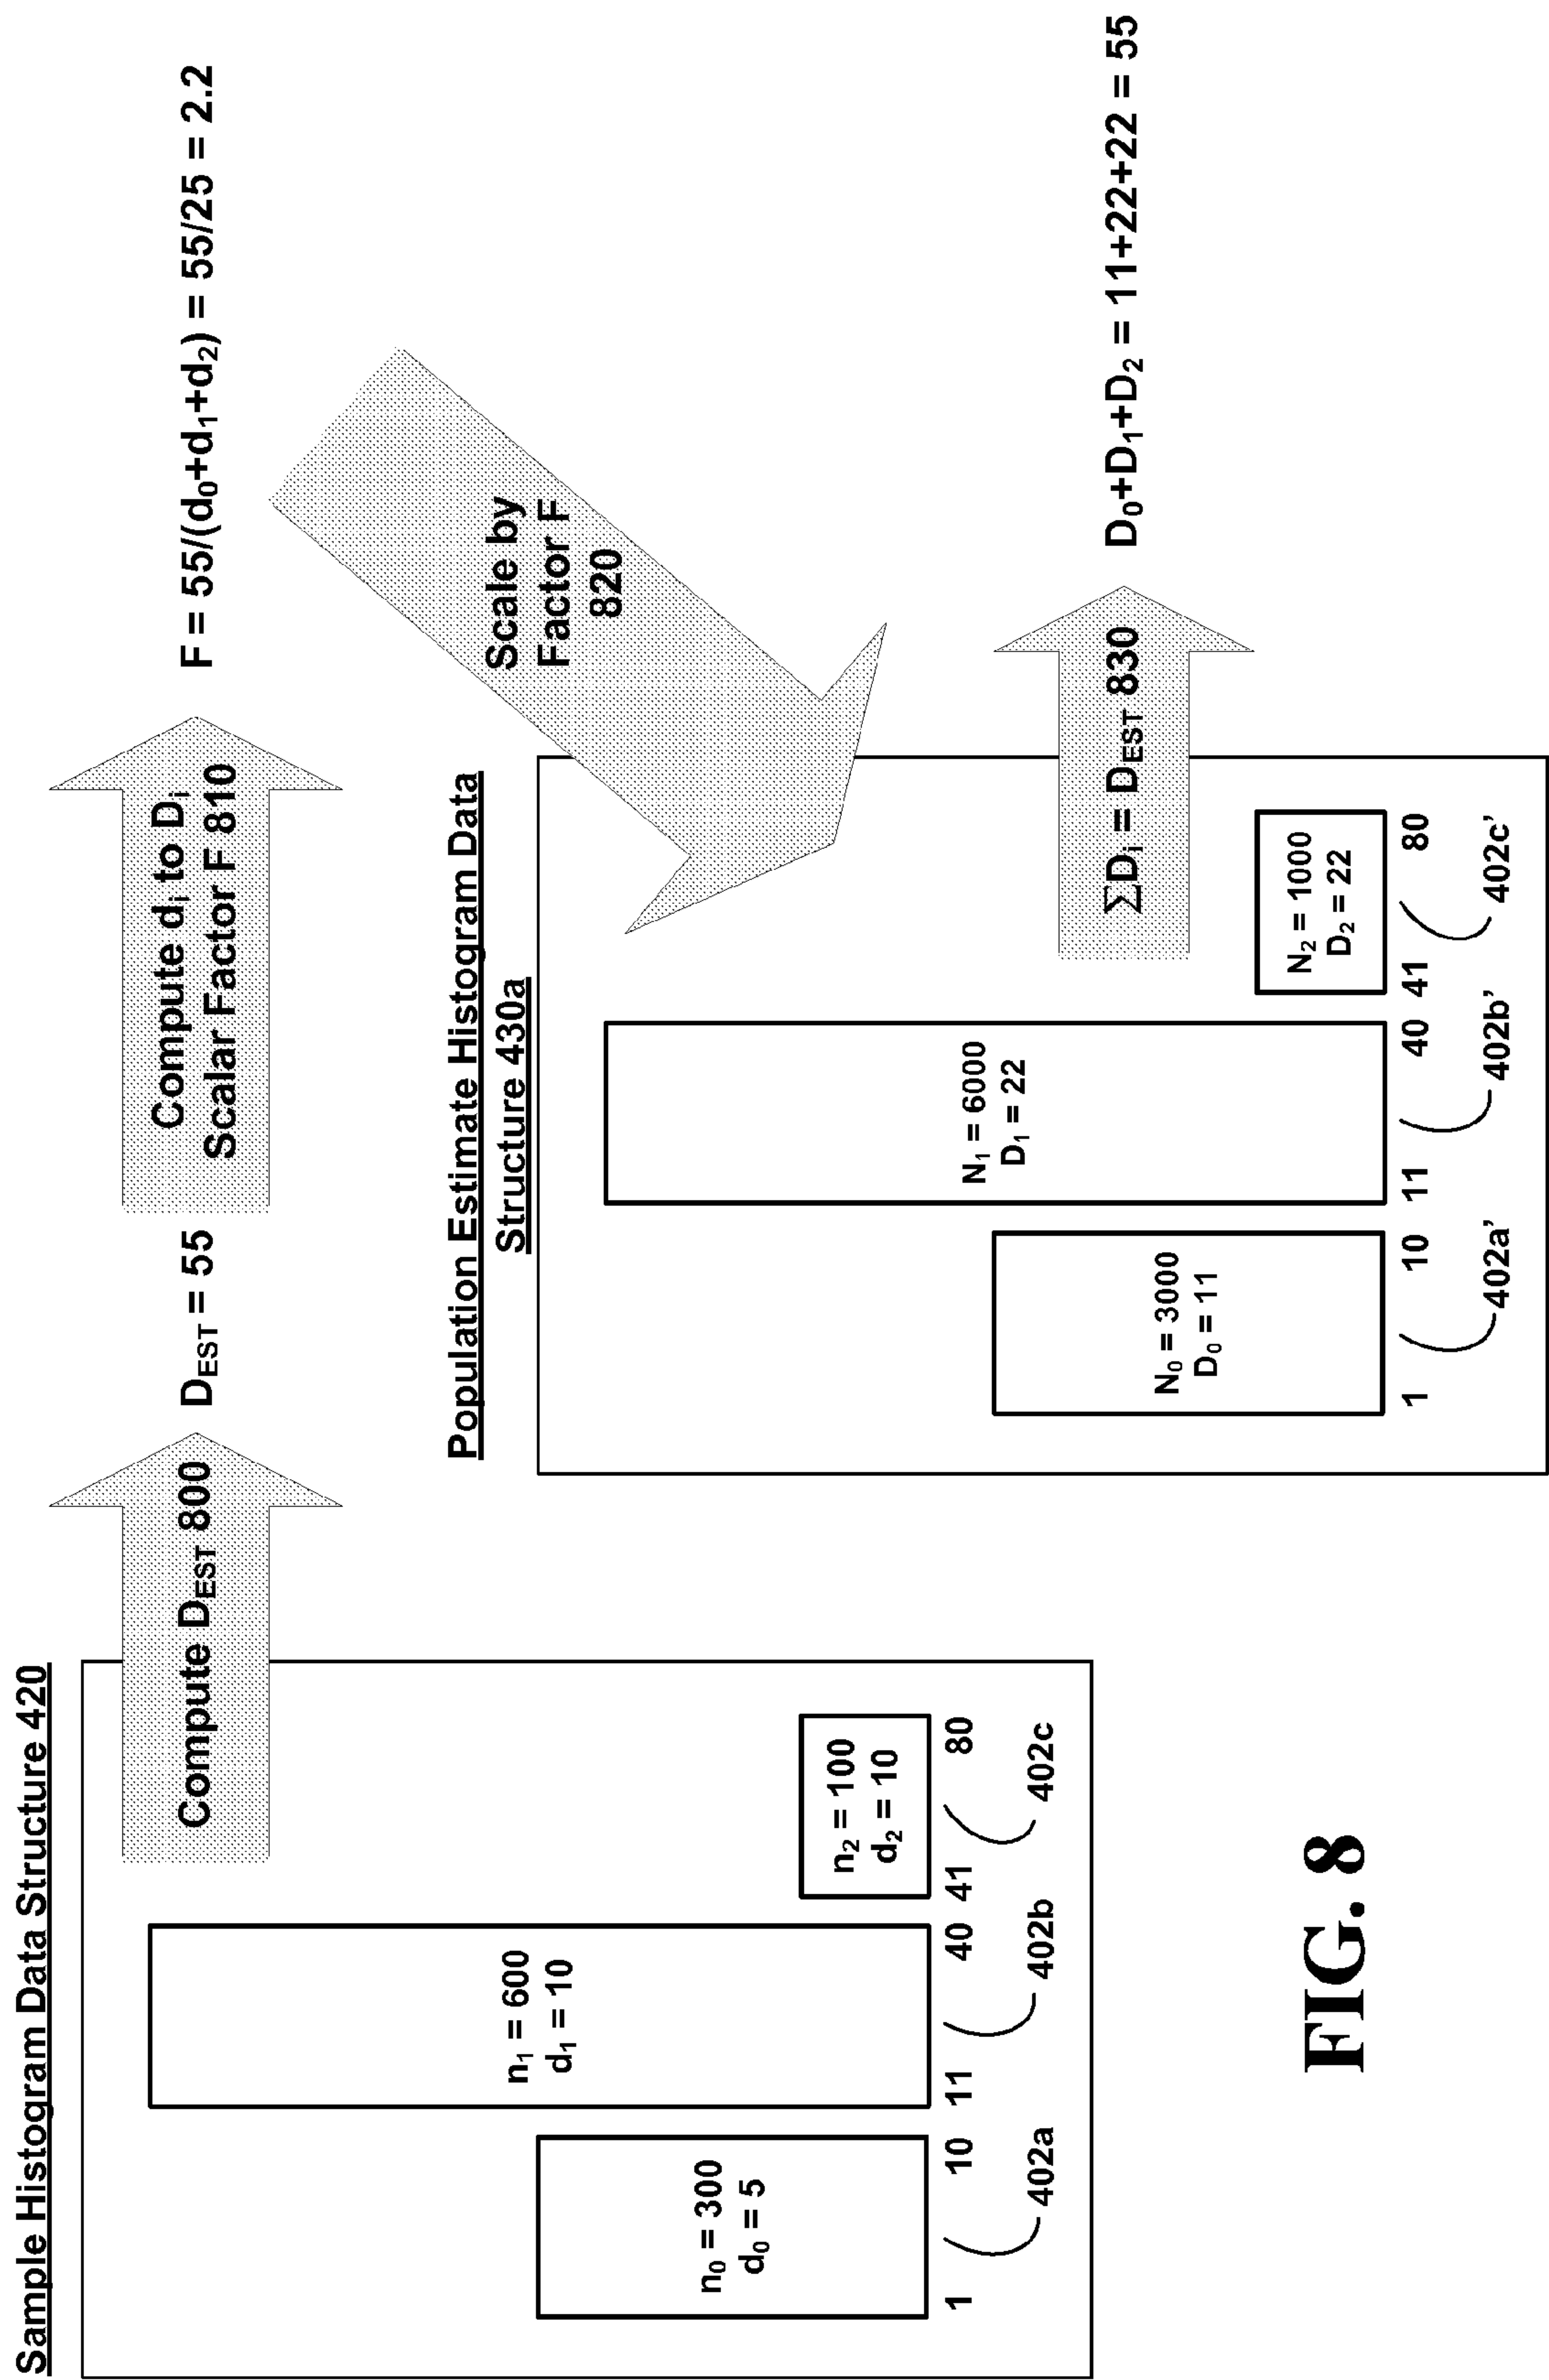 Sample Histogram Data Structure 420
n₀ = 300
d₀ = 5
n₁ = 600
d₁ = 10
n₂ = 100
d₂ = 10
1 10 11 40 41 80
402a 402b 402c
Compute D_EST 800
D_EST = 55
Compute dᵢ to Dᵢ
Scalar Factor F 810
F = 55/(d₀+d₁+d₂) = 55/25 = 2.2
Scale by
Factor F
820
Population Estimate Histogram Data
Structure 430a
N₀ = 3000
D₀ = 11
N₁ = 6000
D₁ = 22
N₂ = 1000
D₂ = 22
1 10 11 40 41 80
402a' 402b' 402c'
ΣDᵢ = D_EST 830
D₀+D₁+D₂ = 11+22+22 = 55
FIG. 8